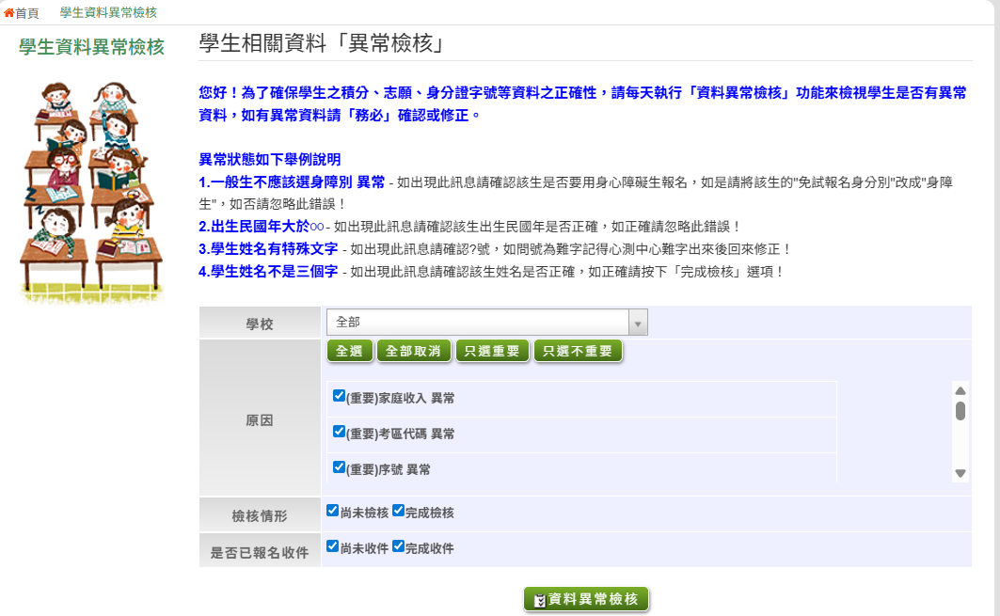 首頁 學生資料異常檢核
學生資料異常檢核
學生相關資料「異常檢核」
您好！為了確保學生之積分、志願、身分證字號等資料之正確性，請每天執行「資料異常檢核」功能來檢視學生是否有異常
資料，如有異常資料請「務必」確認或修正。
異常狀態如下舉例說明
1.一般生不應該選身障別 異常 - 如出現此訊息請確認該生是否要用身心障礙生報名，如是請將該生的"免試報名身分別"改成"身障
生"，如否請忽略此錯誤！
2.出生民國年大於○○ - 如出現此訊息請確認該生出生民國年是否正確，如正確請忽略此錯誤！
3.學生姓名有特殊文字 - 如出現此訊息請確認?號，如問號為難字記得心測中心難字出來後回來修正！
4.學生姓名不是三個字 - 如出現此訊息請確認該生姓名是否正確，如正確請按下「完成檢核」選項！
學校 全部
全選 全部取消 只選重要 只選不重要
原因
(重要)家庭收入 異常
(重要)考區代碼 異常
(重要)序號 異常
檢核情形 尚未檢核 完成檢核
是否已報名收件 尚未收件 完成收件
資料異常檢核